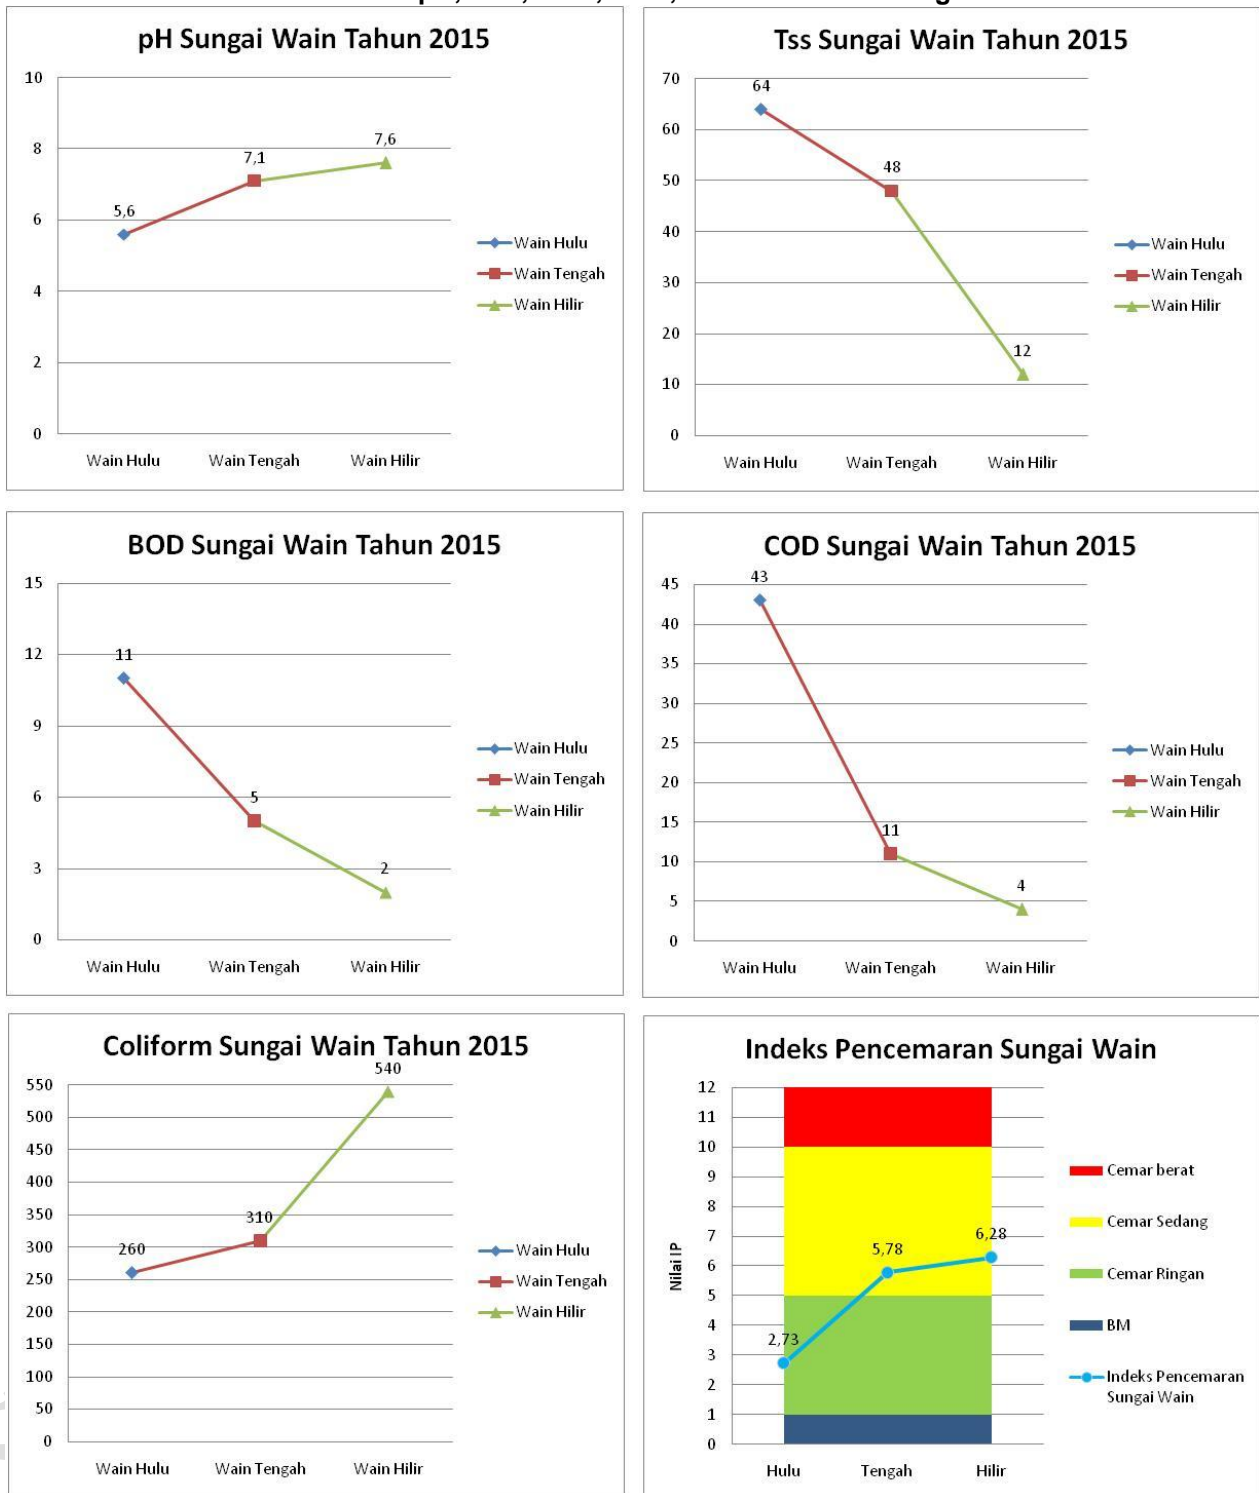 pH Sungai Wain Tahun 2015
10
8
6
4
2
0
5,6
7,1
7,6
Wain Hulu
Wain Tengah
Wain Hilir
Wain Hulu
Wain Tengah
Wain Hilir
Tss Sungai Wain Tahun 2015
70
60
50
40
30
20
10
0
64
48
12
Wain Hulu
Wain Tengah
Wain Hilir
Wain Hulu
Wain Tengah
Wain Hilir
BOD Sungai Wain Tahun 2015
15
12
9
6
3
0
11
5
2
Wain Hulu
Wain Tengah
Wain Hilir
Wain Hulu
Wain Tengah
Wain Hilir
COD Sungai Wain Tahun 2015
45
40
35
30
25
20
15
10
5
0
43
11
4
Wain Hulu
Wain Tengah
Wain Hilir
Wain Hulu
Wain Tengah
Wain Hilir
Coliform Sungai Wain Tahun 2015
550
500
450
400
350
300
250
200
150
100
50
0
260
310
540
Wain Hulu
Wain Tengah
Wain Hilir
Wain Hulu
Wain Tengah
Wain Hilir
Indeks Pencemaran Sungai Wain
Nilai IP
12
11
10
9
8
7
6
5
4
3
2
1
0
2,73
5,78
6,28
Hulu
Tengah
Hilir
Cemar berat
Cemar Sedang
Cemar Ringan
BM
Indeks Pencemaran
Sungai Wain